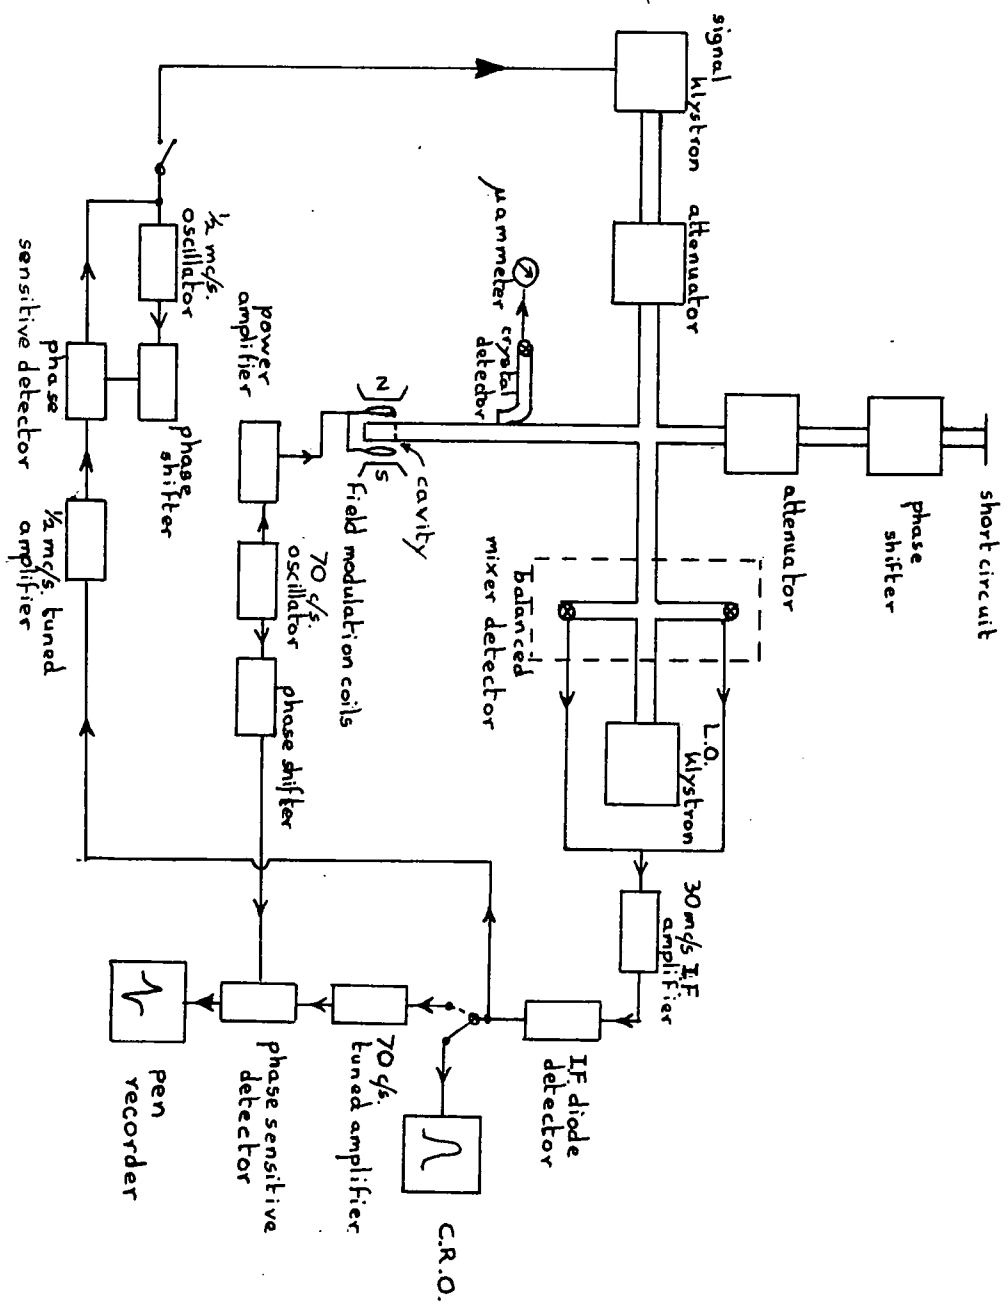 signal
klystron
attenuator
short circuit
phase
shifter
attenuator
μammeter
crystal
detector
cavity
N
S
field modulation coils
balanced
mixer detector
L.O.
klystron
30 mc/s I.F.
amplifier
I.F. diode
detector
C.R.O.
½ mc/s.
oscillator
phase
shifter
phase
sensitive detector
½ mc/s. tuned
amplifier
power
amplifier
70 c/s.
oscillator
phase shifter
70 c/s.
tuned amplifier
phase sensitive
detector
pen
recorder